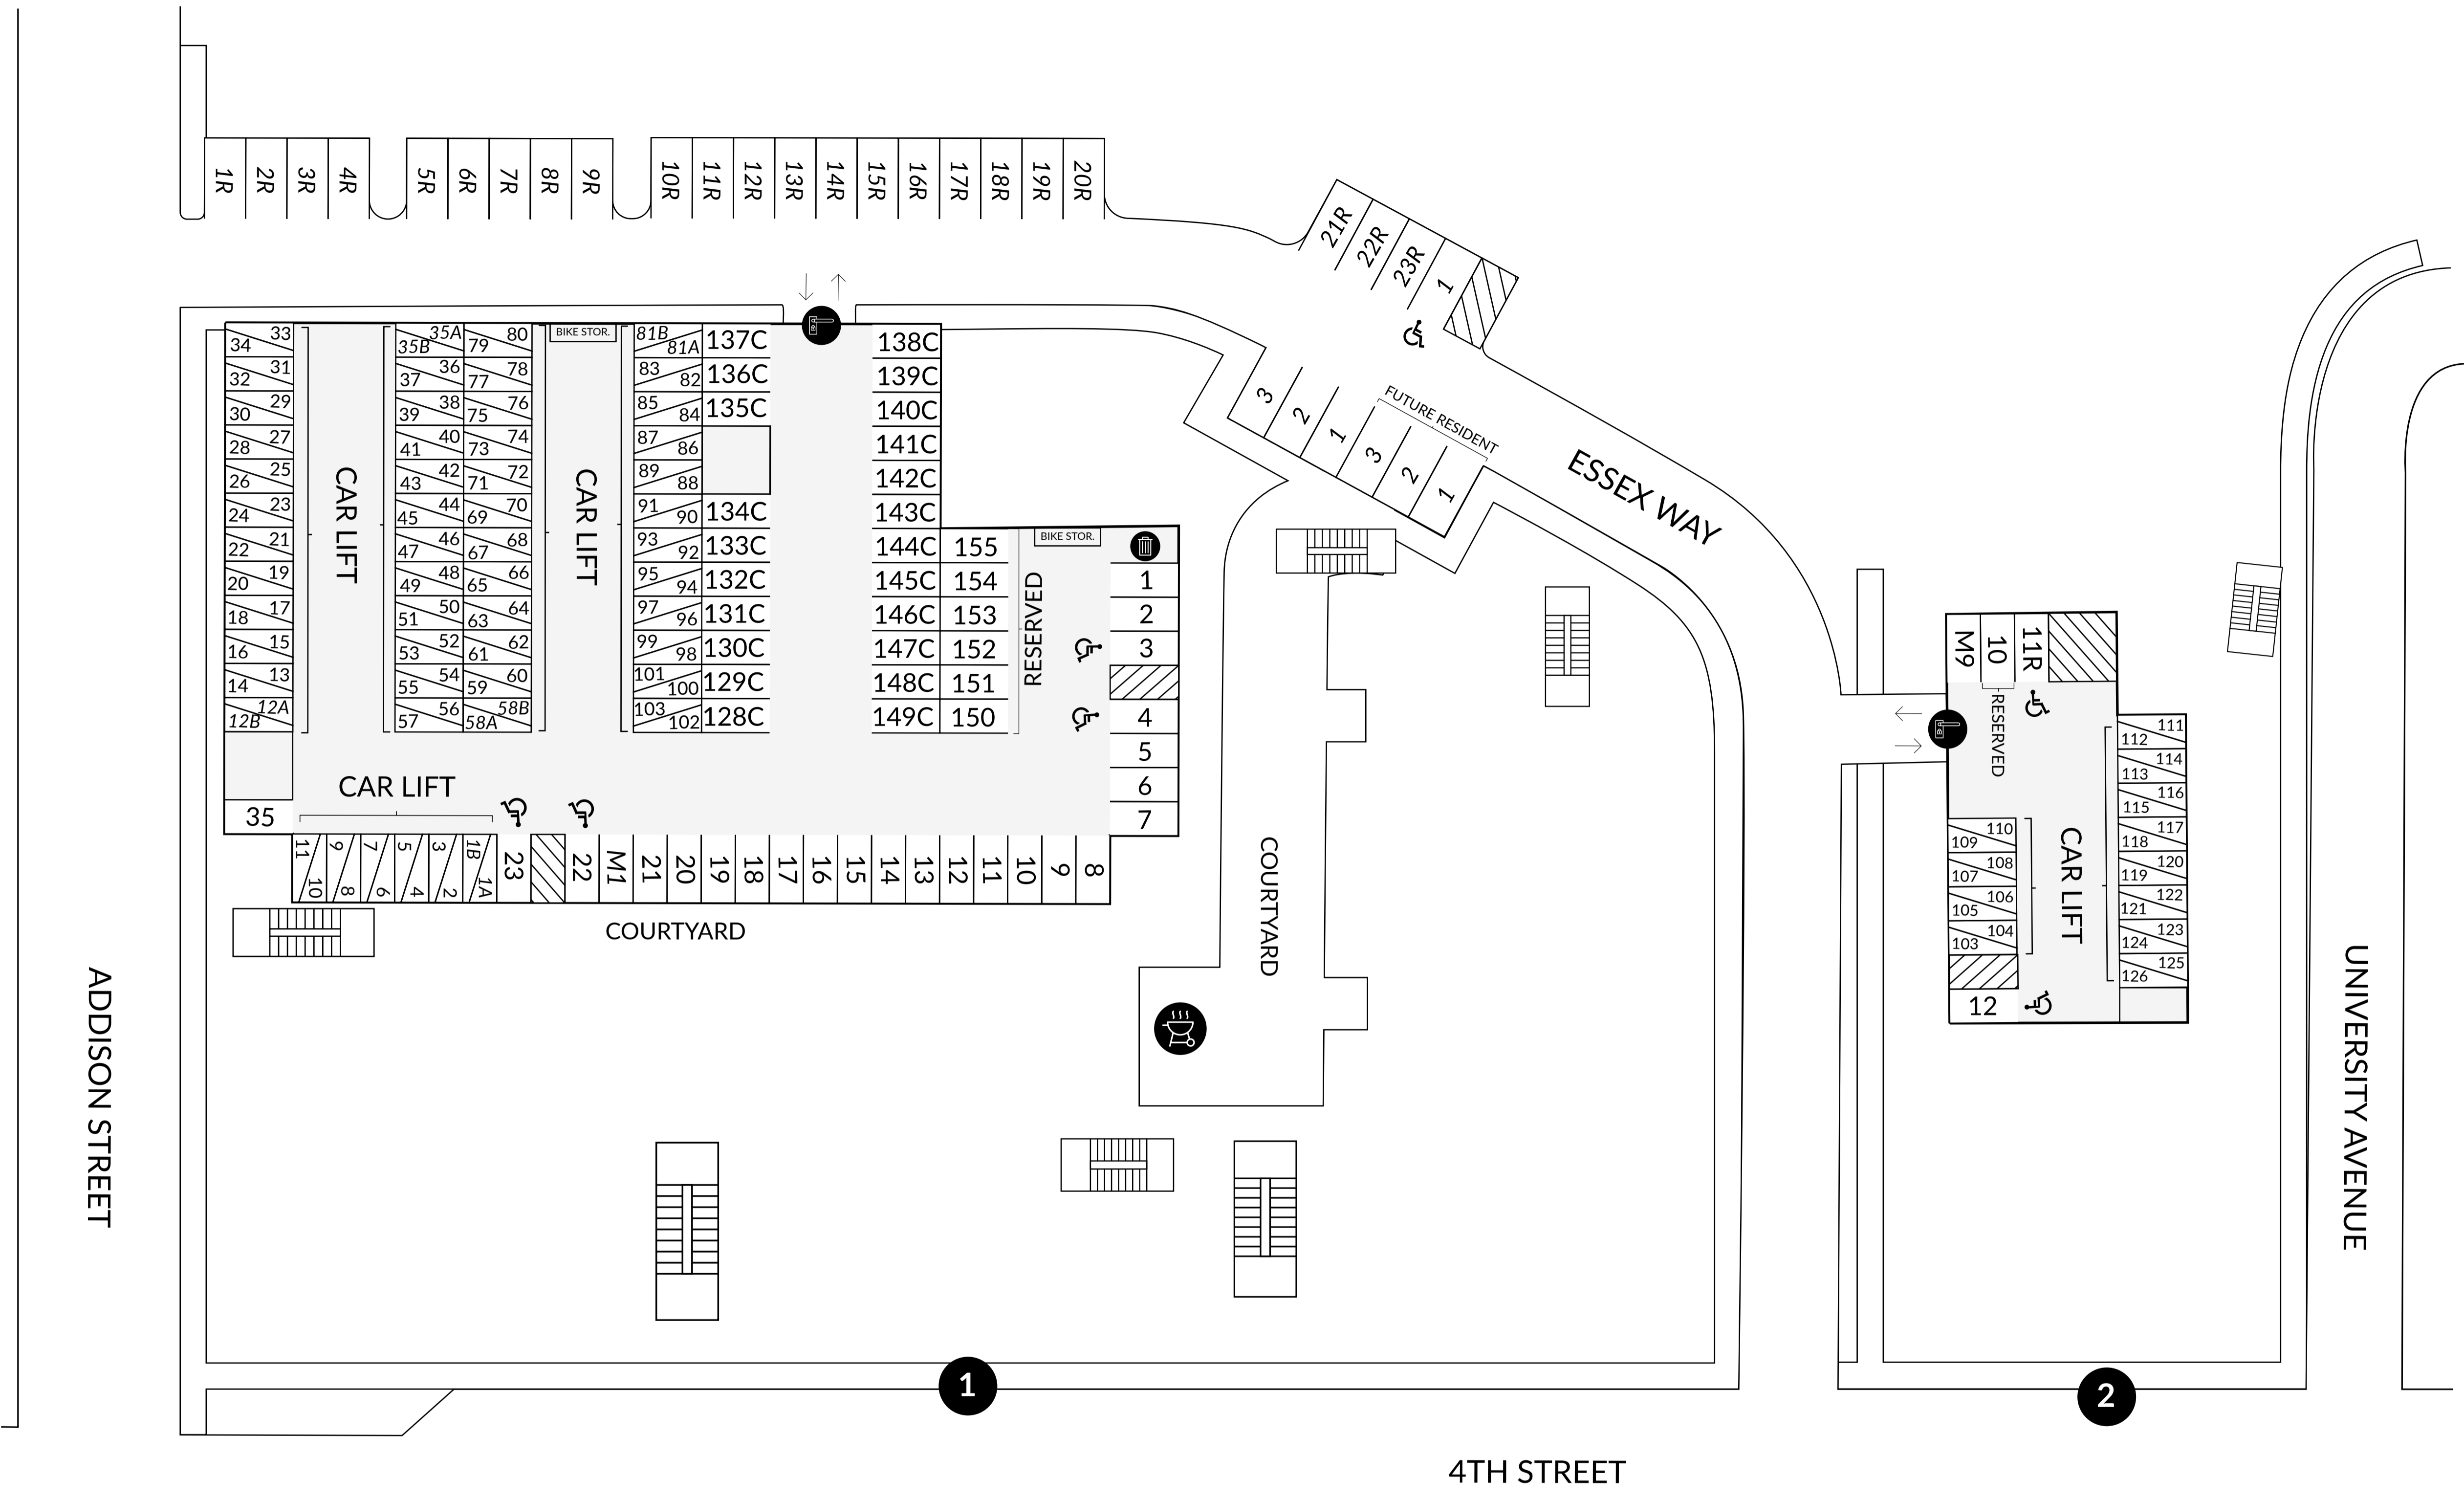 1R 2R 3R 4R 5R 6R 7R 8R 9R 10R 11R 12R 13R 14R 15R 16R 17R 18R 19R 20R
21R 22R 23R 1
3 2 1 3 2 1
FUTURE RESIDENT
ESSEX WAY
34 33
32 31
30 29
28 27
26 25
24 23
22 21
20 19
18 17
16 15
14 13
12B 12A
35
CAR LIFT
35B 35A
37 36
39 38
41 40
43 42
45 44
47 46
49 48
51 50
53 52
55 54
57 56
79 80
77 78
75 76
73 74
71 72
69 70
67 68
65 66
63 64
61 62
59 60
58A 58B
BIKE STOR.
CAR LIFT
81B 81A
83 82
85 84
87 86
89 88
91 90
93 92
95 94
97 96
99 98
101 100
103 102
137C
136C
135C
134C
133C
132C
131C
130C
129C
128C
138C
139C
140C
141C
142C
143C
144C
145C
146C
147C
148C
149C
155
154
153
152
151
150
RESERVED
BIKE STOR.
1
2
3
4
5
6
7
CAR LIFT
11 10 9 8 7 6 5 4 3 2 1B 1A 23 22 M1 21 20 19 18 17 16 15 14 13 12 11 10 9 8
COURTYARD
COURTYARD
M9 10 11R
RESERVED
109 110
107 108
105 106
103 104
12
CAR LIFT
112 111
113 114
115 116
118 117
119 120
121 122
124 123
126 125
ADDISON STREET
UNIVERSITY AVENUE
1
2
4TH STREET